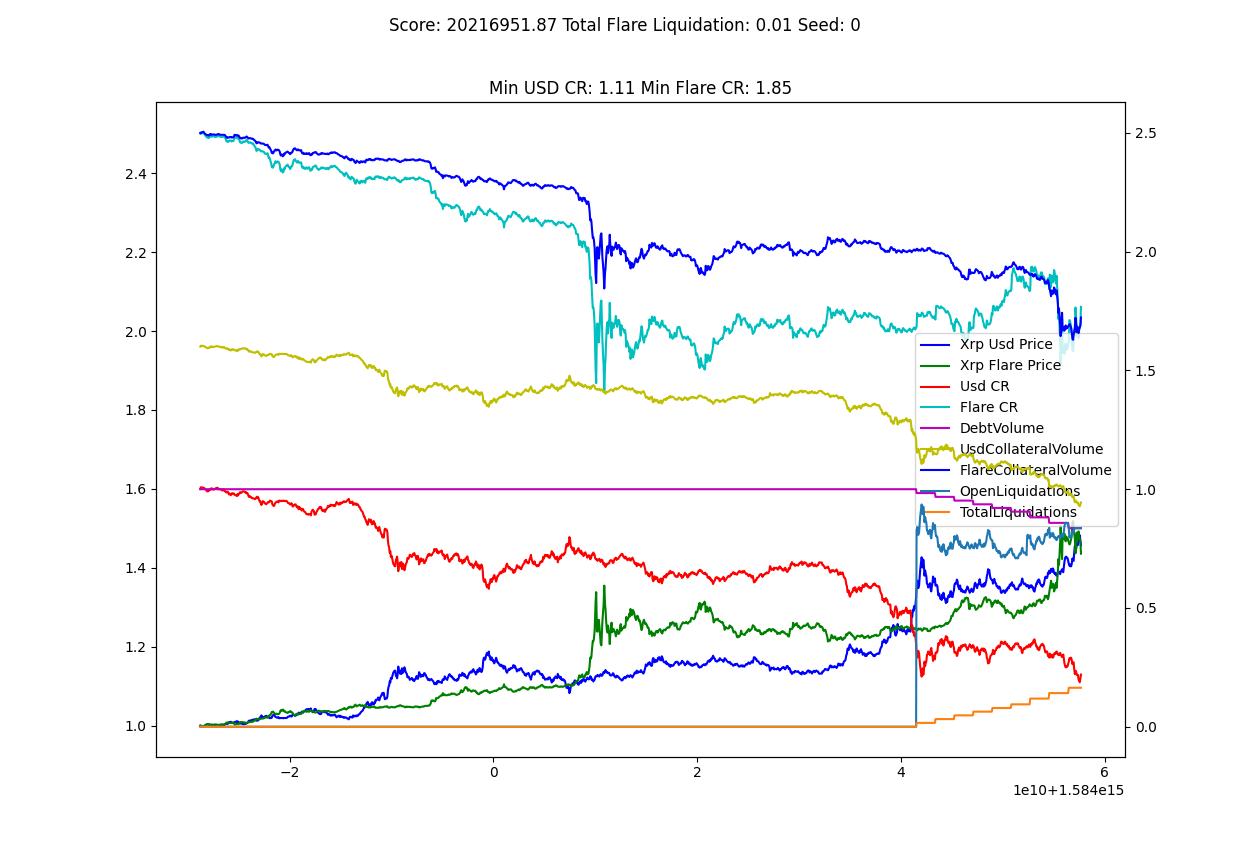 Score: 20216951.87 Total Flare Liquidation: 0.01 Seed: 0
Min USD CR: 1.11 Min Flare CR: 1.85
2.4
2.2
2.0
1.8
1.6
1.4
1.2
1.0
2.5
2.0
1.5
1.0
0.5
0.0
Xrp Usd Price
Xrp Flare Price
Usd CR
Flare CR
DebtVolume
UsdCollateralVolume
FlareCollateralVolume
OpenLiquidations
TotalLiquidations
−2 0 2 4 6
1e10+1.584e15